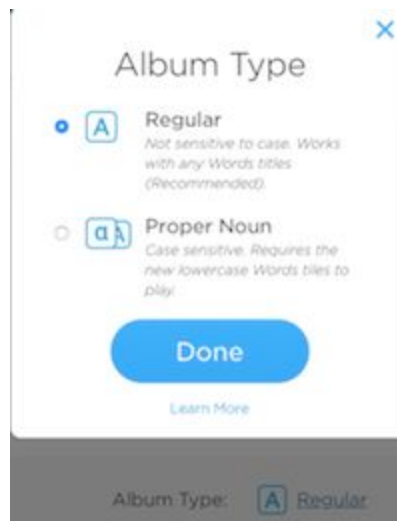 Album Type
A Regular
Not sensitive to case. Works
with any Words titles
(Recommended).
a A Proper Noun
Case sensitive. Requires the
new lowercase Words tiles to
play.
Done
Learn More
Album Type: A Regular